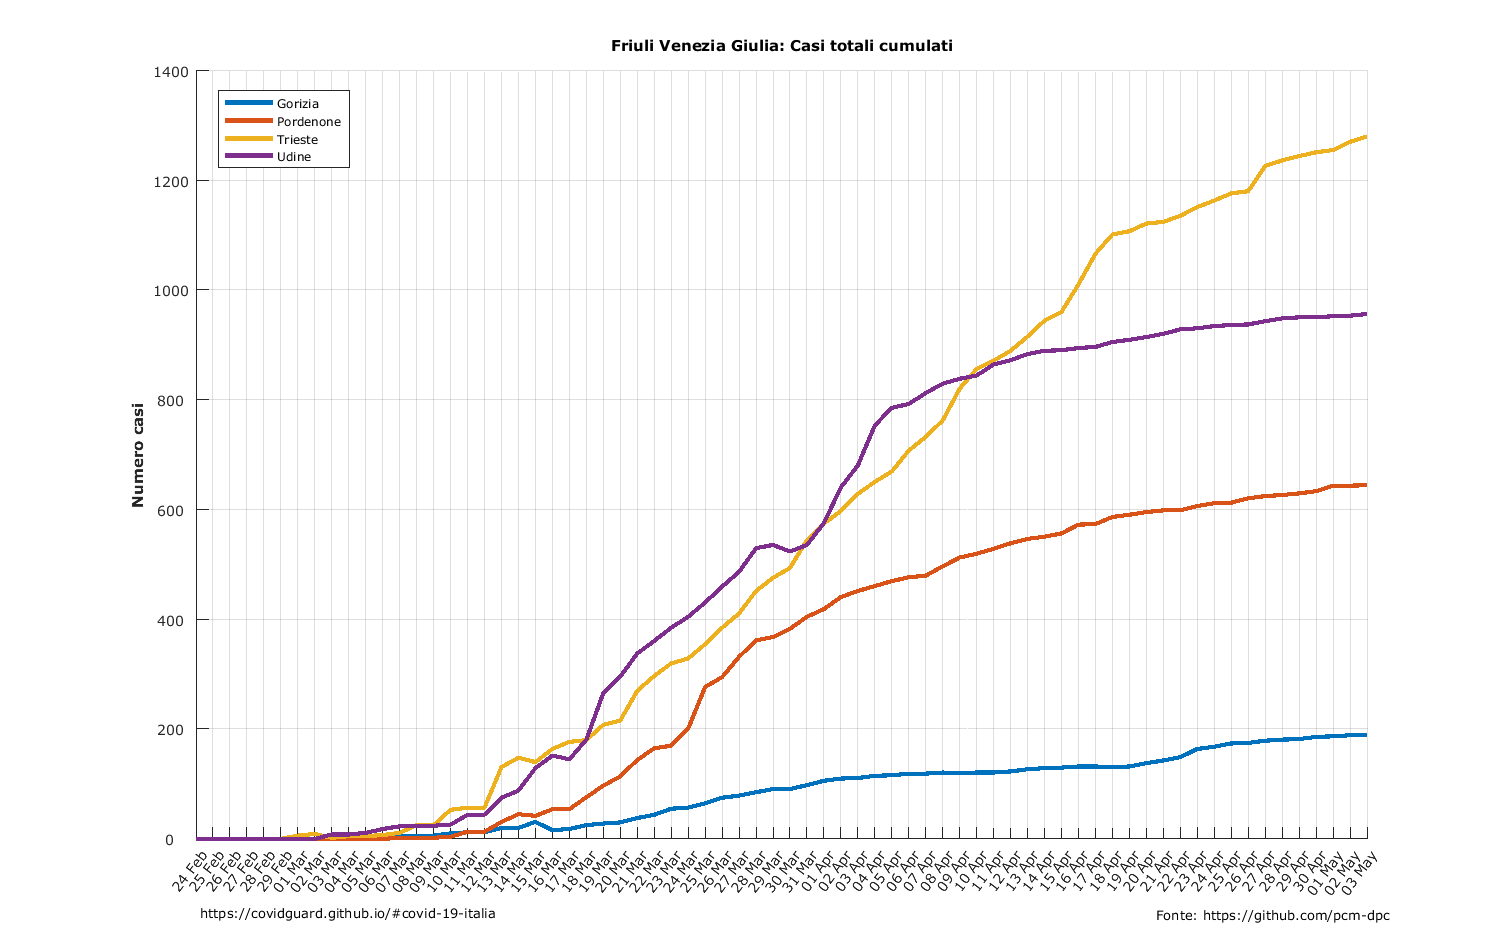 Friuli Venezia Giulia: Casi totali cumulati
1400
1200
1000
800
600
400
200
0
Numero casi
Gorizia
Pordenone
Trieste
Udine
24 Feb
25 Feb
26 Feb
27 Feb
28 Feb
29 Feb
01 Mar
02 Mar
03 Mar
04 Mar
05 Mar
06 Mar
07 Mar
08 Mar
09 Mar
10 Mar
11 Mar
12 Mar
13 Mar
14 Mar
15 Mar
16 Mar
17 Mar
18 Mar
19 Mar
20 Mar
21 Mar
22 Mar
23 Mar
24 Mar
25 Mar
26 Mar
27 Mar
28 Mar
29 Mar
30 Mar
31 Mar
01 Apr
02 Apr
03 Apr
04 Apr
05 Apr
06 Apr
07 Apr
08 Apr
09 Apr
10 Apr
11 Apr
12 Apr
13 Apr
14 Apr
15 Apr
16 Apr
17 Apr
18 Apr
19 Apr
20 Apr
21 Apr
22 Apr
23 Apr
24 Apr
25 Apr
26 Apr
27 Apr
28 Apr
29 Apr
30 Apr
01 May
02 May
03 May
https://covidguard.github.io/#covid-19-italia
Fonte: https://github.com/pcm-dpc